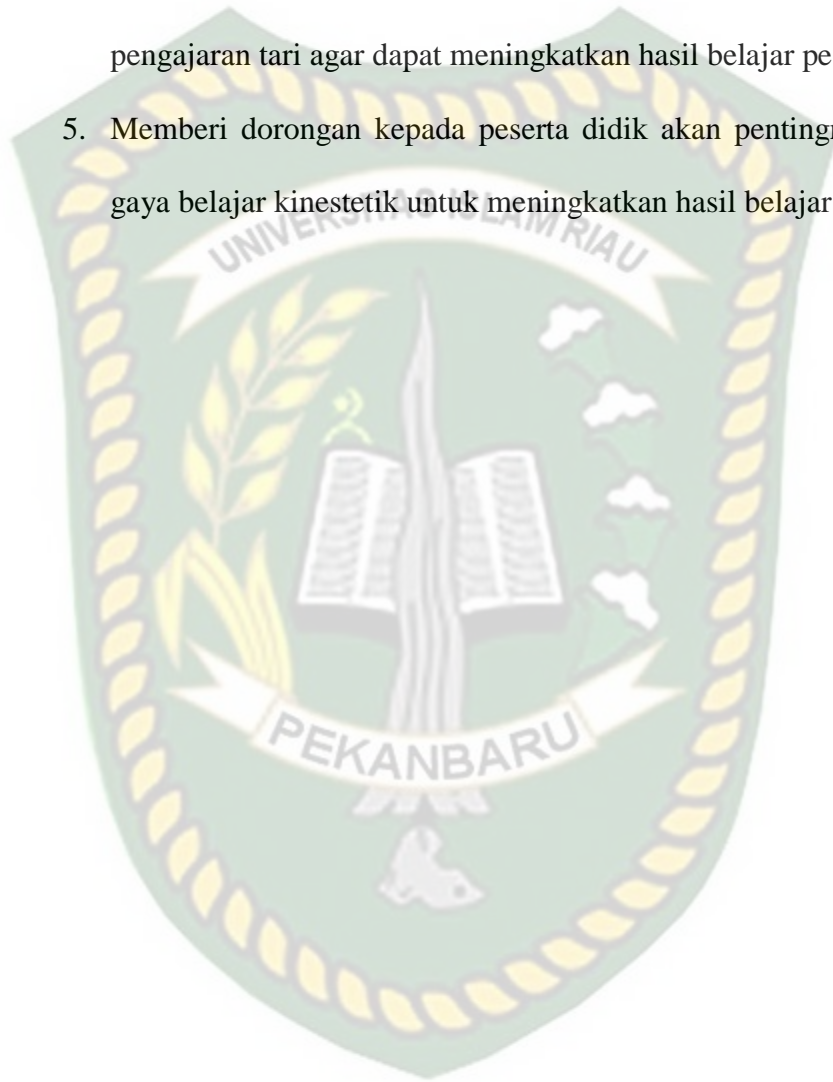 pengajaran tari agar dapat meningkatkan hasil belajar pe
5. Memberi dorongan kepada peserta didik akan penting
gaya belajar kinestetik untuk meningkatkan hasil belajar
UNIVERSITAS ISLAM RIAU
PEKANBARU